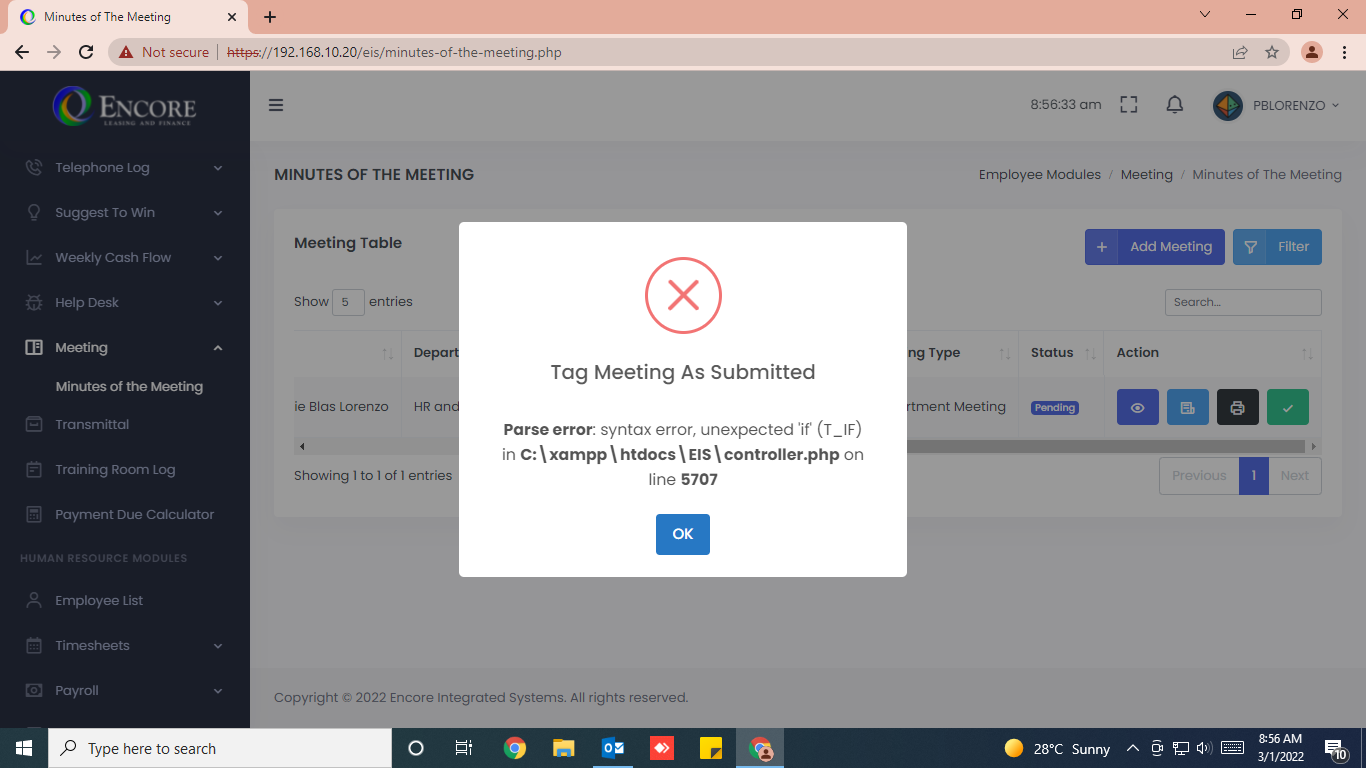 Minutes of The Meeting
Not secure
https://192.168.10.20/eis/minutes-of-the-meeting.php
ENCORE
LEASING AND FINANCE
8:56:33 am
PBLORENZO
Telephone Log
Suggest To Win
Weekly Cash Flow
Help Desk
Meeting
Minutes of the Meeting
Transmittal
Training Room Log
Payment Due Calculator
HUMAN RESOURCE MODULES
Employee List
Timesheets
Payroll
MINUTES OF THE MEETING
Employee Modules / Meeting / Minutes of The Meeting
Meeting Table
+ Add Meeting
Filter
Show 5 entries
Search...
Depart
ng Type
Status
Action
ie Blas Lorenzo
HR and
rtment Meeting
Pending
Showing 1 to 1 of 1 entries
Previous 1 Next
Tag Meeting As Submitted
Parse error: syntax error, unexpected 'if' (T_IF)
in C:\xampp\htdocs\EIS\controller.php on
line 5707
OK
Copyright © 2022 Encore Integrated Systems. All rights reserved.
Type here to search
28°C Sunny
8:56 AM
3/1/2022
10